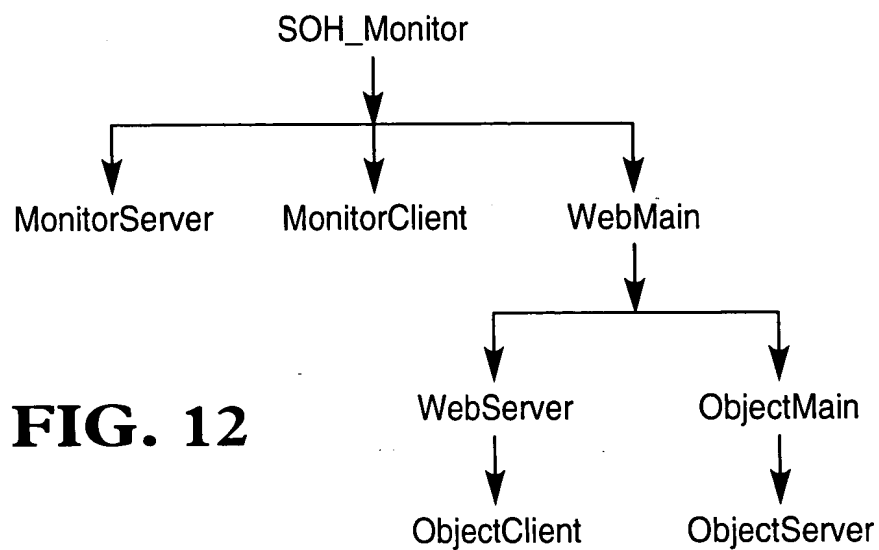 SOH_Monitor
MonitorServer MonitorClient WebMain
WebServer ObjectMain
FIG. 12
ObjectClient ObjectServer